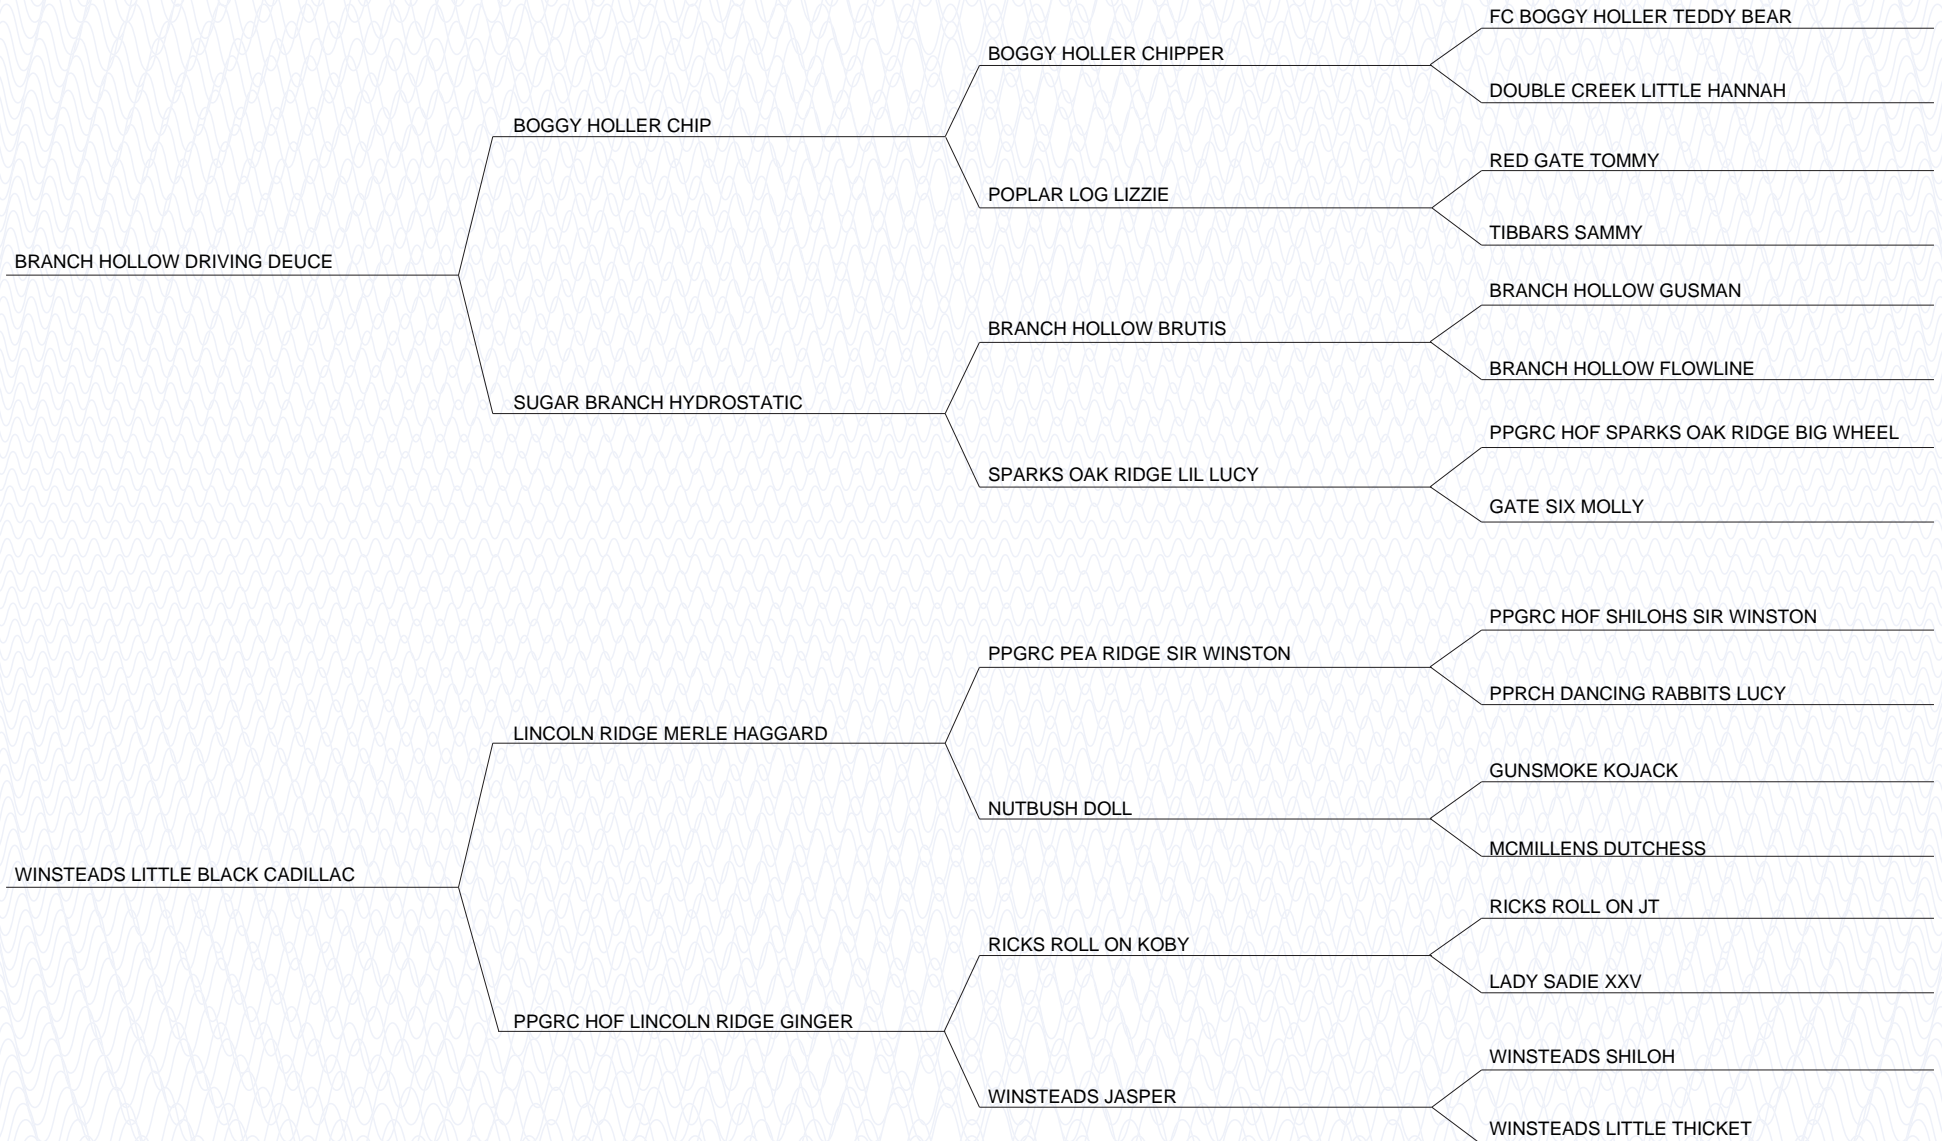 FC BOGGY HOLLER TEDDY BEAR
BOGGY HOLLER CHIPPER
DOUBLE CREEK LITTLE HANNAH
BOGGY HOLLER CHIP
RED GATE TOMMY
POPLAR LOG LIZZIE
TIBBARS SAMMY
BRANCH HOLLOW DRIVING DEUCE
BRANCH HOLLOW GUSMAN
BRANCH HOLLOW BRUTIS
BRANCH HOLLOW FLOWLINE
SUGAR BRANCH HYDROSTATIC
PPGRC HOF SPARKS OAK RIDGE BIG WHEEL
SPARKS OAK RIDGE LIL LUCY
GATE SIX MOLLY
PPGRC HOF SHILOHS SIR WINSTON
PPGRC PEA RIDGE SIR WINSTON
PPRCH DANCING RABBITS LUCY
LINCOLN RIDGE MERLE HAGGARD
GUNSMOKE KOJACK
NUTBUSH DOLL
MCMILLENS DUTCHESS
WINSTEADS LITTLE BLACK CADILLAC
RICKS ROLL ON JT
RICKS ROLL ON KOBY
LADY SADIE XXV
PPGRC HOF LINCOLN RIDGE GINGER
WINSTEADS SHILOH
WINSTEADS JASPER
WINSTEADS LITTLE THICKET